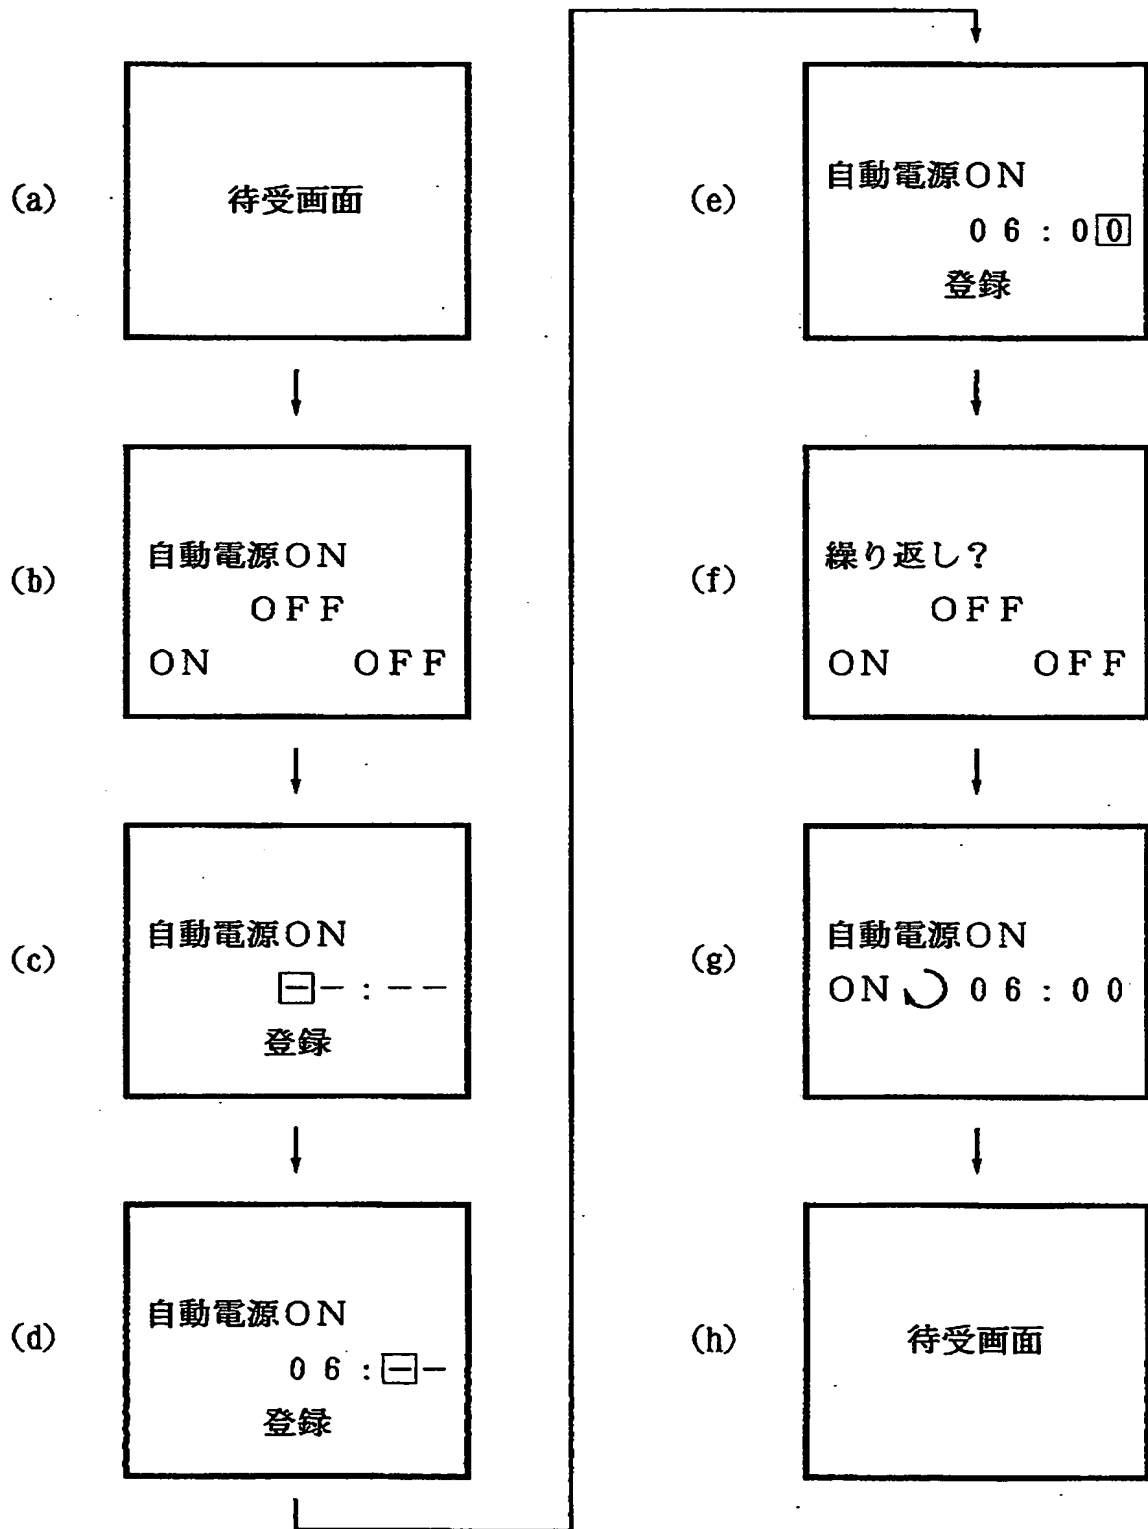 (a)
待受画面
(b)
自動電源ON
OFF
ON OFF
(c)
自動電源ON
--:--
登録
(d)
自動電源ON
06:--
登録
(e)
自動電源ON
06:00
登録
(f)
繰り返し?
OFF
ON OFF
(g)
自動電源ON
ON 06:00
(h)
待受画面